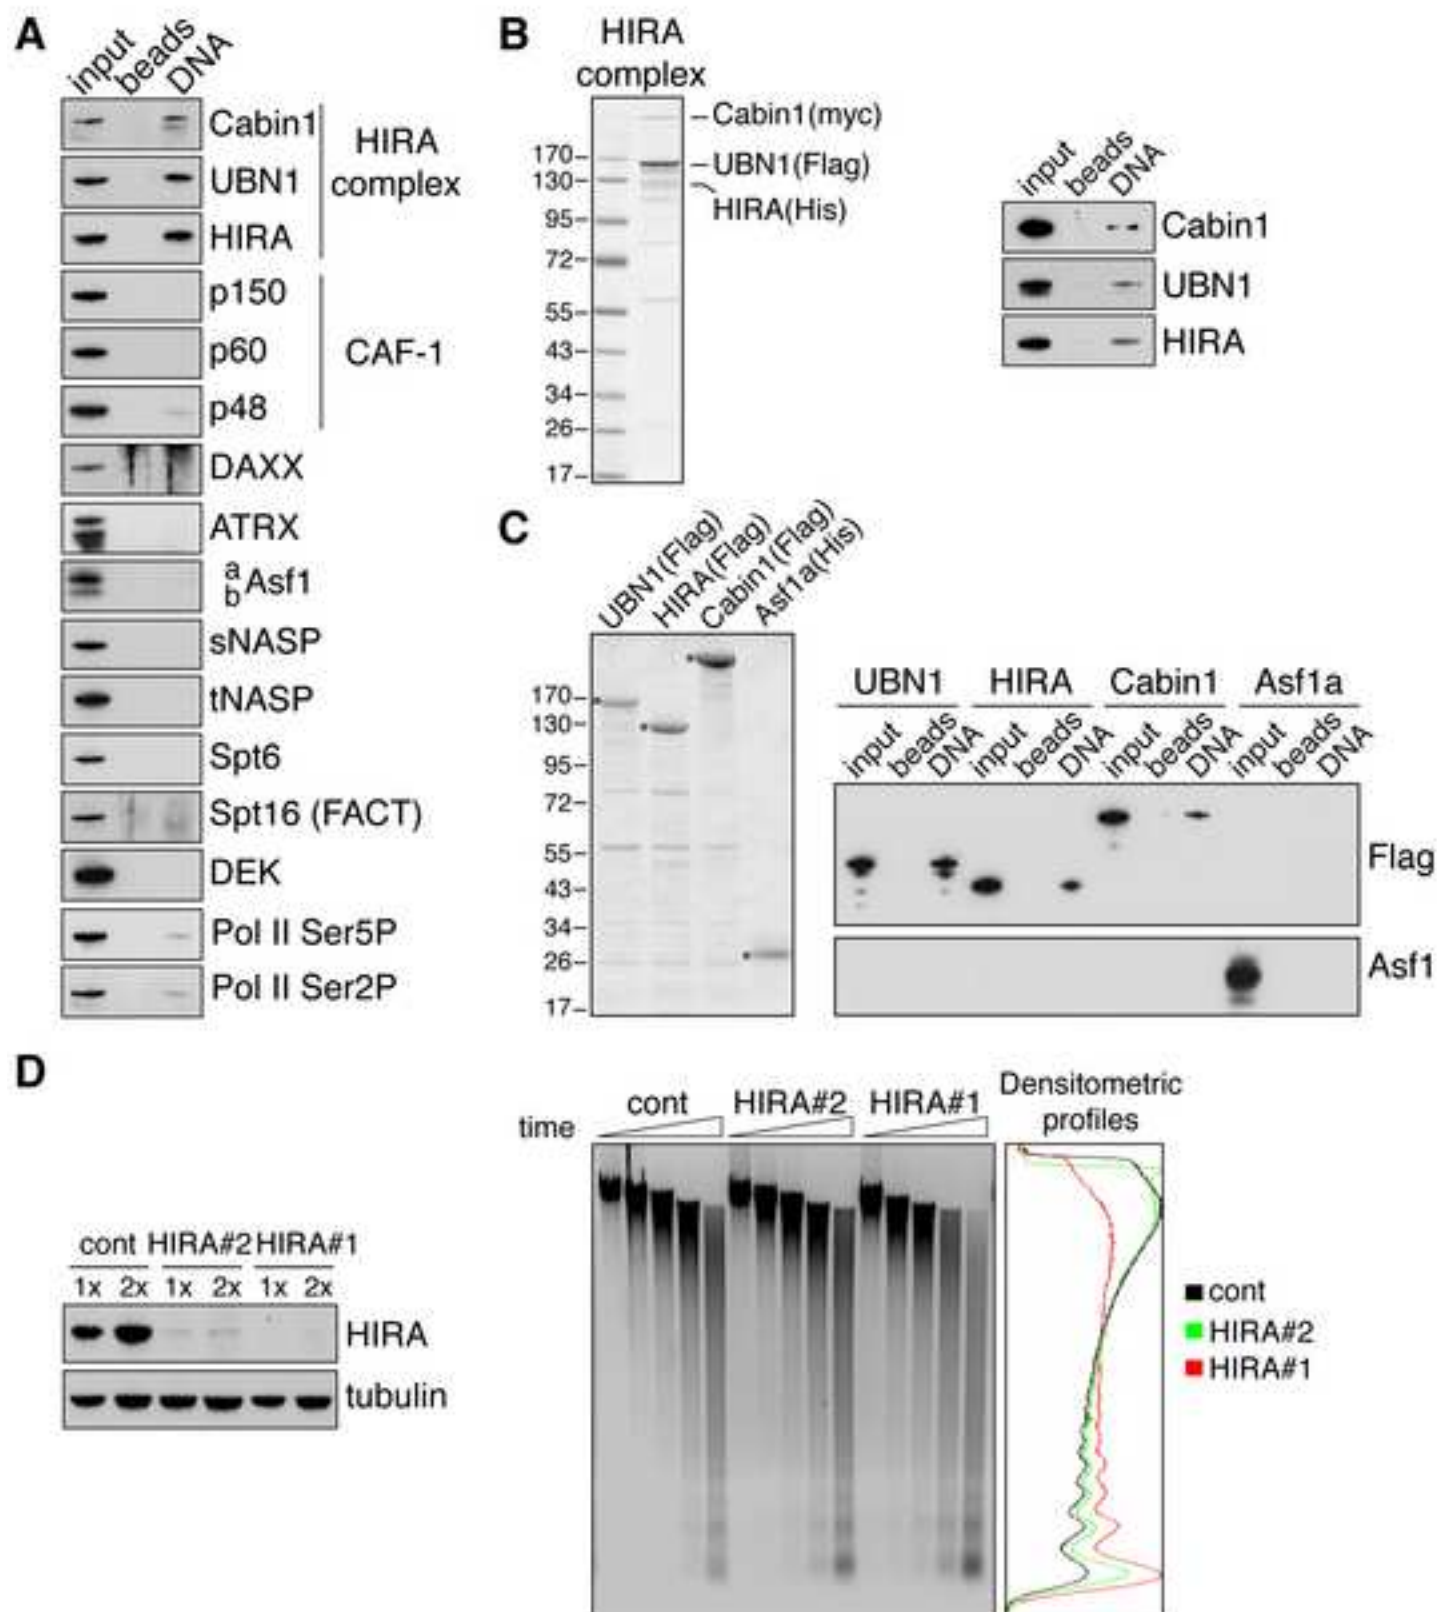 A
input beads DNA
Cabin1
UBN1
HIRA
HIRA
complex
p150
p60
p48
CAF-1
DAXX
ATRX
a
b Asf1
sNASP
tNASP
Spt6
Spt16 (FACT)
DEK
Pol II Ser5P
Pol II Ser2P
B
HIRA
complex
Cabin1(myc)
UBN1(Flag)
HIRA(His)
170
130
95
72
55
43
34
26
17
input beads DNA
Cabin1
UBN1
HIRA
C
UBN1(Flag) HIRA(Flag) Cabin1(Flag) Asf1a(His)
170
130
95
72
55
43
34
26
17
UBN1 HIRA Cabin1 Asf1a
input beads DNA input beads DNA input beads DNA input beads DNA
Flag
Asf1
D
cont HIRA#2 HIRA#1
1x 2x 1x 2x 1x 2x
HIRA
tubulin
time cont HIRA#2 HIRA#1
Densitometric
profiles
cont
HIRA#2
HIRA#1